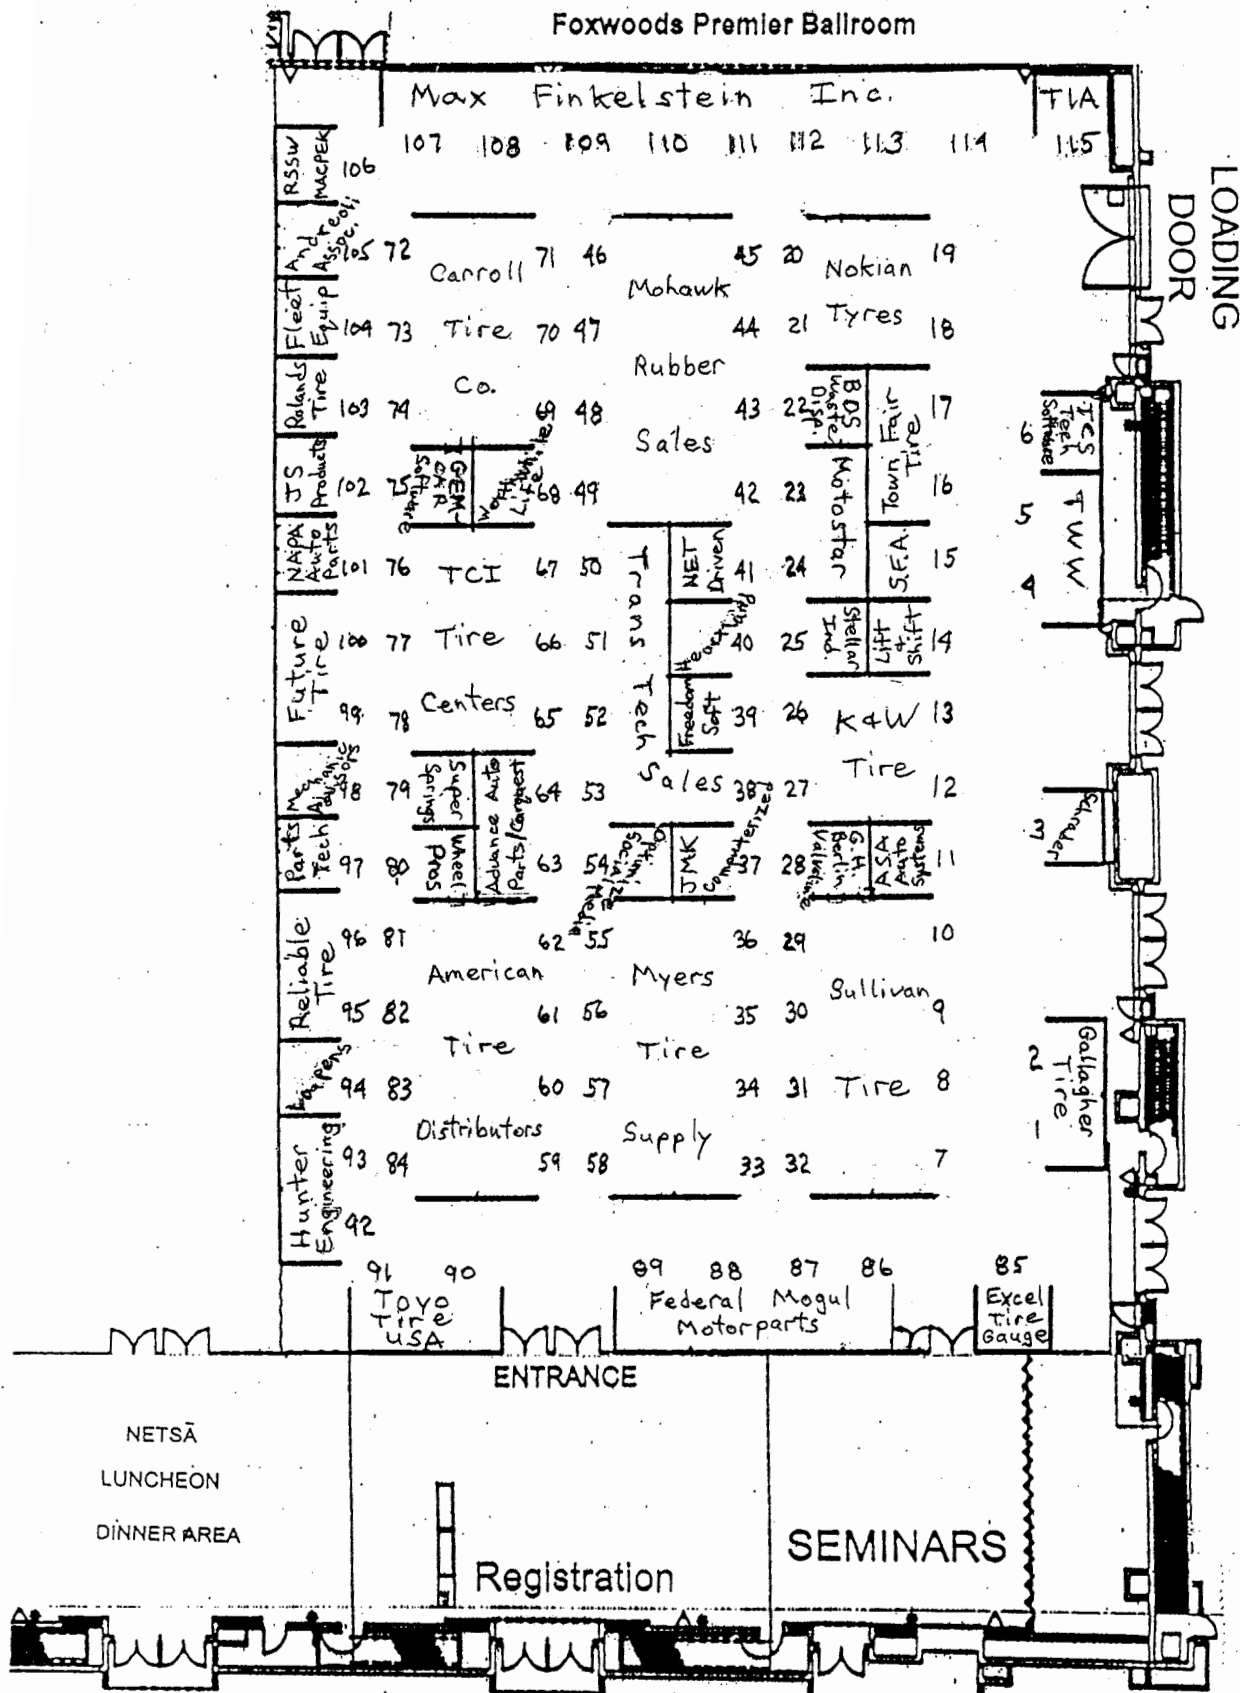 Foxwoods Premier Ballroom
Max Finkelstein Inc.
TIA
107 108 109 110 111 112 113 114 115
LOADING
DOOR
RSSW
MACPEK
106
Andreoli
Assoc.
105 72
Carroll
71 46
Mohawk
45 20
Nokian
19
Fleet
Equip
104 73
Tire
70 47
44 21
Tyres
18
Rolands
Tire
103 74
Co.
69 48
Rubber
43 22
BDS
Waste
Disp.
Town Fair
Tire
17
TCS
Tech
Software
6
JS
Products
102 75
GEM-
CAR
Software
Worth
Life
68 49
Sales
42 23
Motostar
16
5
TWW
NAPA
Auto
Parts
101 76
TCI
67 50
Trans Tech
NET
Driven
41 24
S.F.A.
15
4
Future
Tire
100 77
Tire
66 51
40 25
Stellar
Ind.
Lift
+
Shift
14
99 78
Centers
65 52
Freedom
Soft
39 26
K & W
13
98 79
Super
Springs
Advance Auto
Parts/Carquest
64 53
Sales
38 27
Tire
12
Schrader
3
Parts
Tech
97 80
Wheel
Pros
63 54
Optimize
Social
Media
JMK
Computerized
37 28
G.H.
Berlin
Valvoline
ASA
Auto
Systems
11
Reliable
Tire
96 81
62 55
36 29
10
American
Myers
Sullivan
95 82
61 56
35 30
9
Tire
Tire
Gallagher
Tire
2
94 83
60 57
34 31
Tire
8
Hunter
Engineering
Distributors
Supply
1
93 84
59 58
33 32
7
92
91 90
89 88 87 86
85
Toyo
Tire
USA
Federal Mogul
Motorparts
Excel
Tire
Gauge
ENTRANCE
NETSA
LUNCHEON
DINNER AREA
SEMINARS
Registration